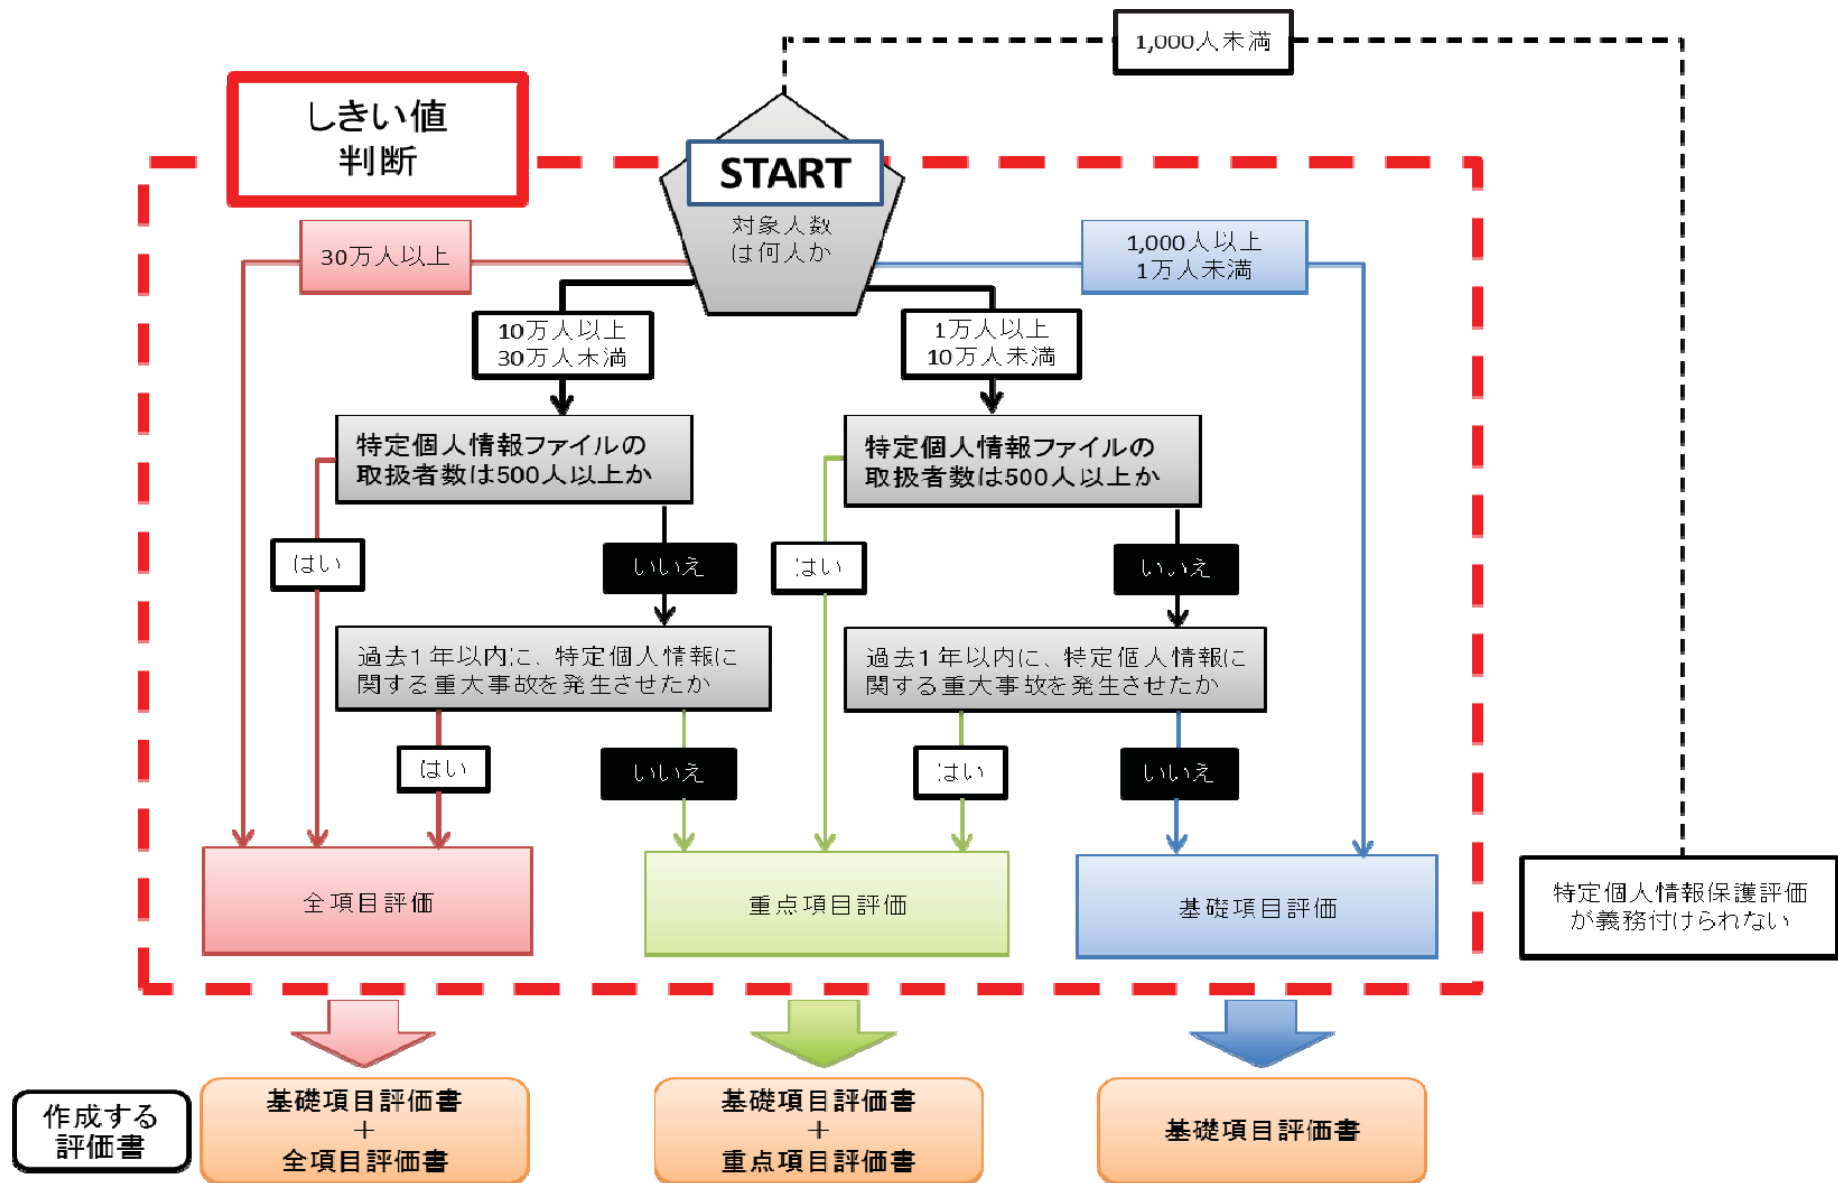 1,000人未満
しきい値
判断
START
対象人数
は何人か
30万人以上
1,000人以上
1万人未満
10万人以上
30万人未満
1万人以上
10万人未満
特定個人情報ファイルの
取扱者数は500人以上か
特定個人情報ファイルの
取扱者数は500人以上か
はい
いいえ
はい
いいえ
過去1年以内に、特定個人情報に
関する重大事故を発生させたか
過去1年以内に、特定個人情報に
関する重大事故を発生させたか
はい
いいえ
はい
いいえ
全項目評価
重点項目評価
基礎項目評価
特定個人情報保護評価
が義務付けられない
作成する
評価書
基礎項目評価書
+
全項目評価書
基礎項目評価書
+
重点項目評価書
基礎項目評価書